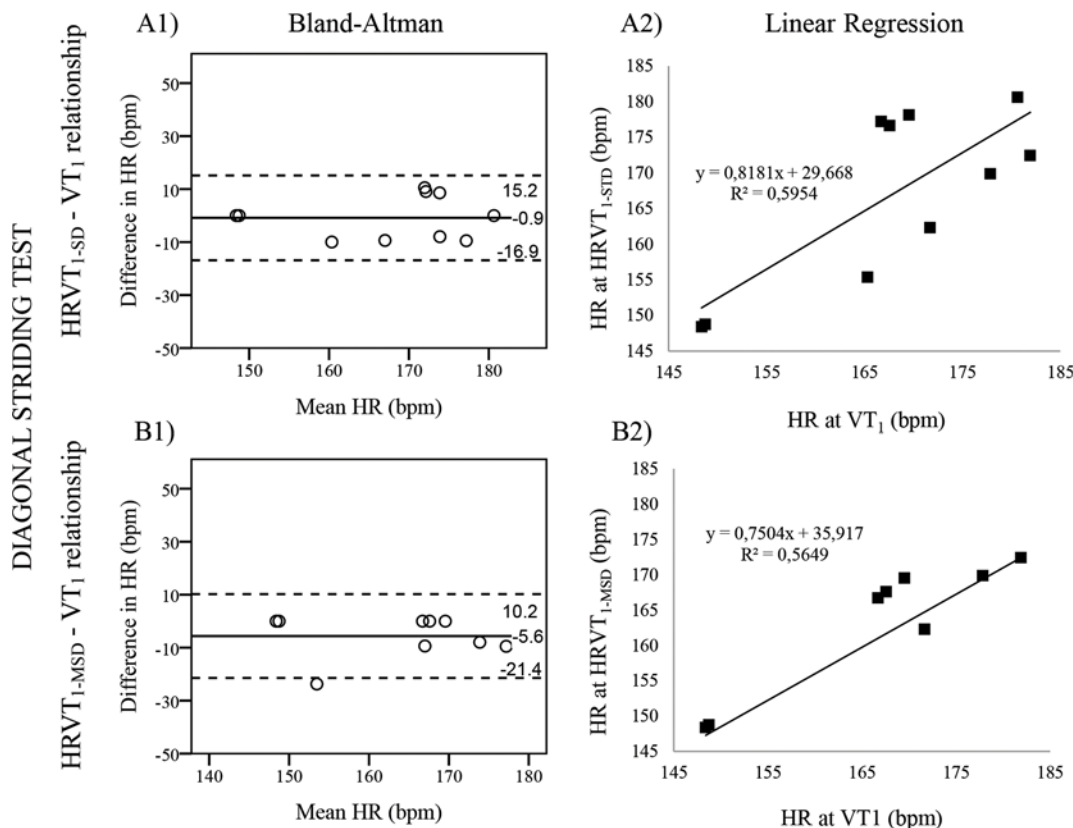 DIAGONAL STRIDING TEST
HRVT1-SD - VT1 relationship
A1)
Bland-Altman
Difference in HR (bpm)
50
30
10
-10
-30
-50
15.2
-0.9
-16.9
150
160
170
180
Mean HR (bpm)
A2)
Linear Regression
HR at HRVT1-STD (bpm)
185
180
175
170
165
160
155
150
145
y = 0,8181x + 29,668
R² = 0,5954
145
155
165
175
185
HR at VT1 (bpm)
HRVT1-MSD - VT1 relationship
B1)
Difference in HR (bpm)
50
30
10
-10
-30
-50
10.2
-5.6
-21.4
140
150
160
170
180
Mean HR (bpm)
B2)
HR at HRVT1-MSD (bpm)
185
180
175
170
165
160
155
150
145
y = 0,7504x + 35,917
R² = 0,5649
145
155
165
175
185
HR at VT1 (bpm)